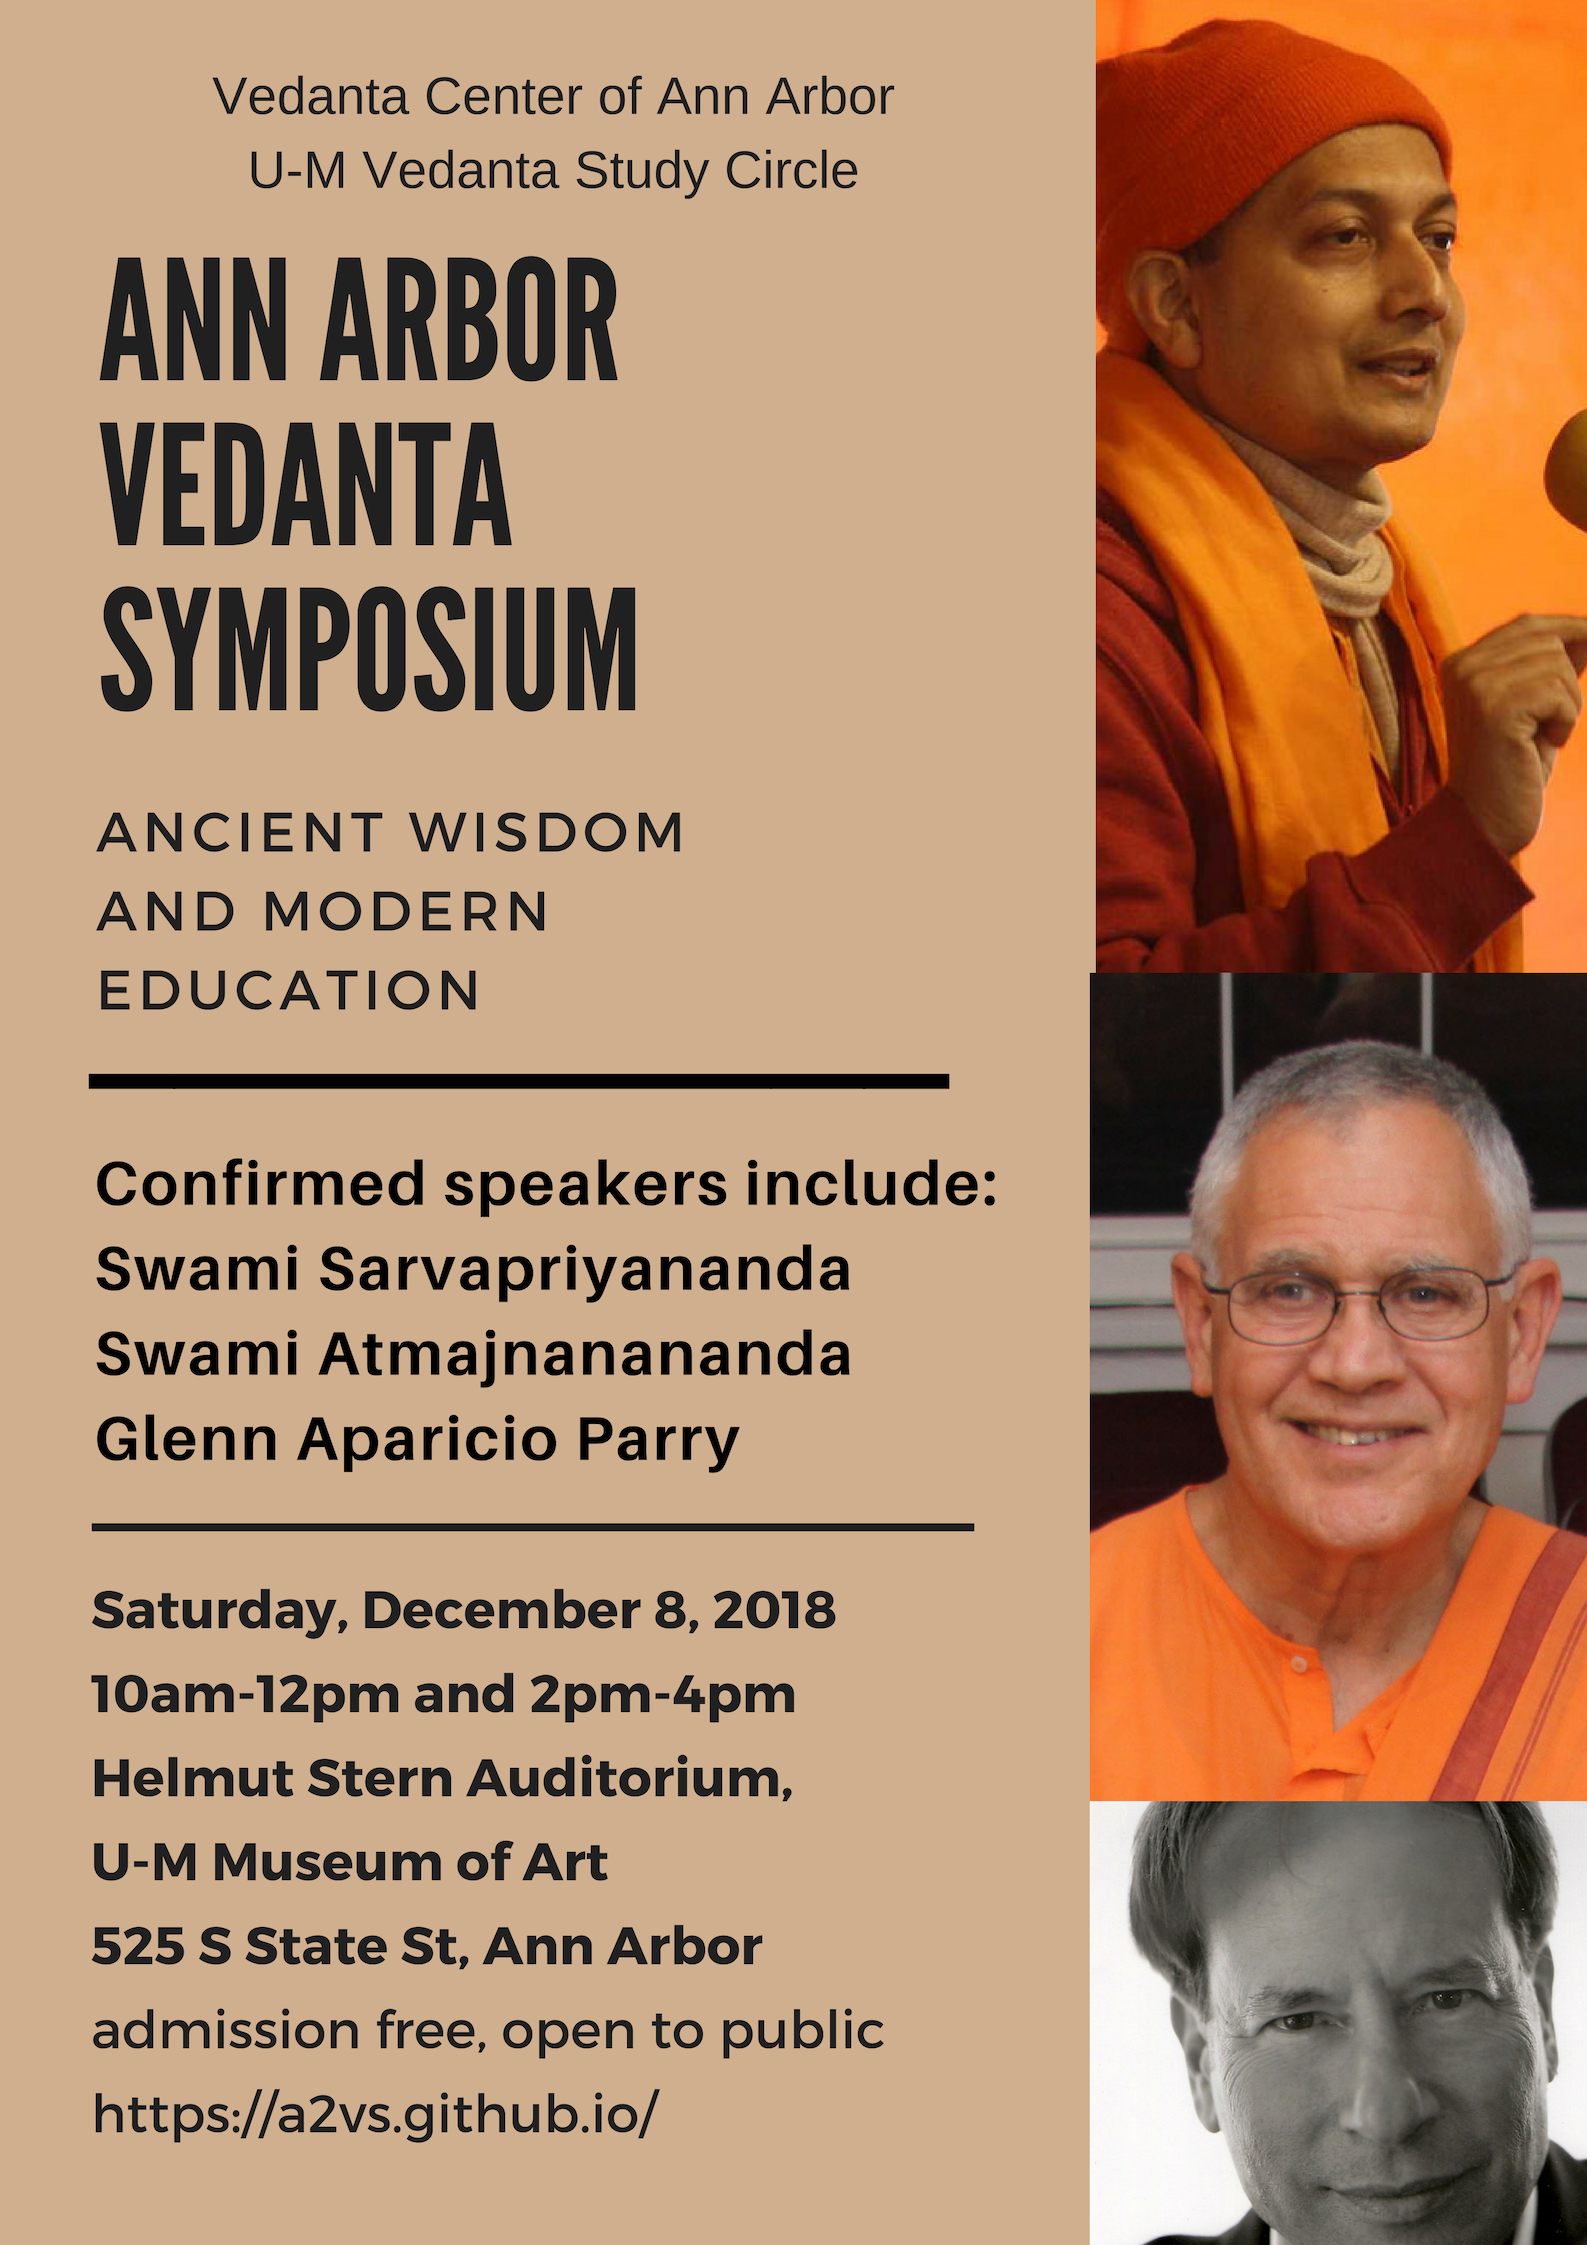 Vedanta Center of Ann Arbor
U-M Vedanta Study Circle
ANN ARBOR
VEDANTA
SYMPOSIUM
ANCIENT WISDOM
AND MODERN
EDUCATION
Confirmed speakers include:
Swami Sarvapriyananda
Swami Atmajnanananda
Glenn Aparicio Parry
Saturday, December 8, 2018
10am-12pm and 2pm-4pm
Helmut Stern Auditorium,
U-M Museum of Art
525 S State St, Ann Arbor
admission free, open to public
https://a2vs.github.io/